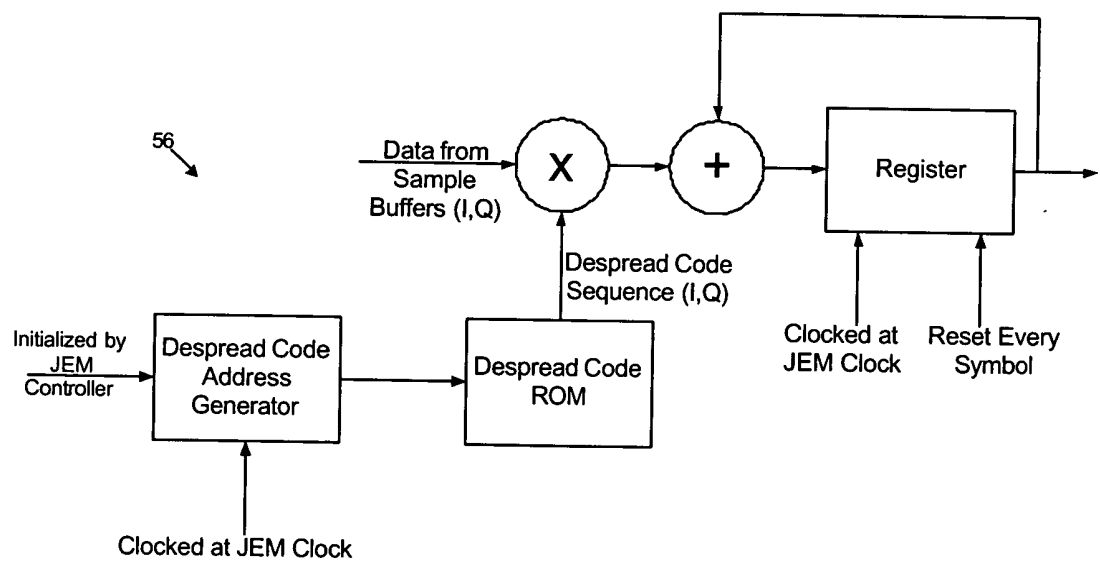 56
Data from
Sample
Buffers (I,Q)
X
+
Register
Despread Code
Sequence (I,Q)
Initialized by
JEM
Controller
Despread Code
Address
Generator
Despread Code
ROM
Clocked at
JEM Clock
Reset Every
Symbol
Clocked at JEM Clock